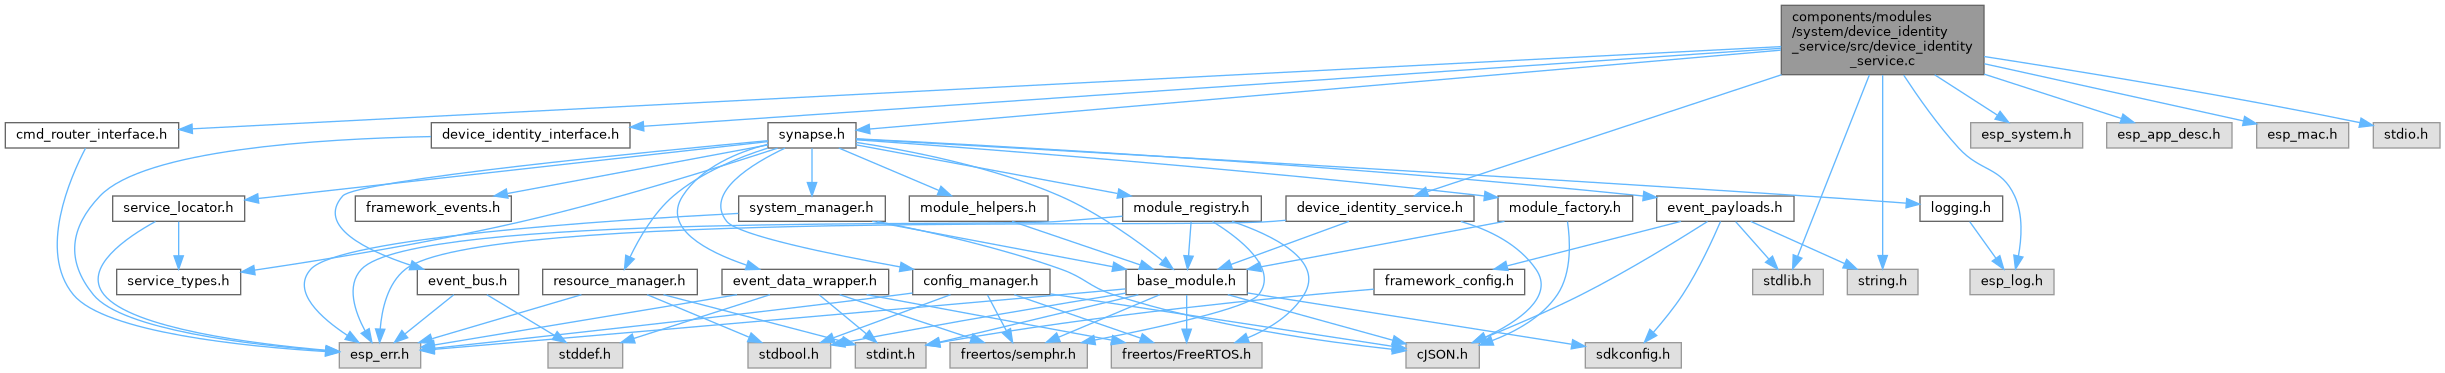 components/modules
/system/device_identity
_service/src/device_identity
_service.c
cmd_router_interface.h
device_identity_interface.h
synapse.h
esp_system.h
esp_app_desc.h
esp_mac.h
stdio.h
service_locator.h
framework_events.h
system_manager.h
module_helpers.h
module_registry.h
device_identity_service.h
module_factory.h
event_payloads.h
logging.h
service_types.h
event_bus.h
resource_manager.h
event_data_wrapper.h
config_manager.h
base_module.h
framework_config.h
stdlib.h
string.h
esp_log.h
esp_err.h
stddef.h
stdbool.h
stdint.h
freertos/semphr.h
freertos/FreeRTOS.h
cJSON.h
sdkconfig.h